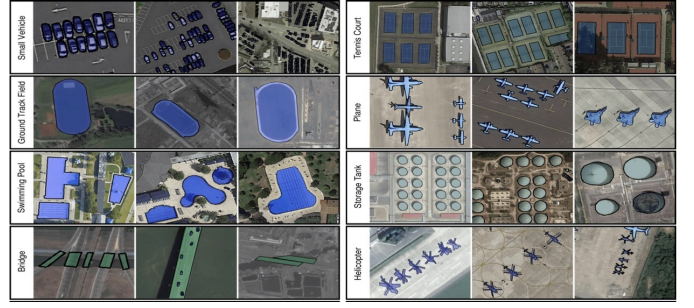 Small Vehicle
Tennis Court
Ground Track Field
Plane
Swimming Pool
Storage Tank
Bridge
Helicopter